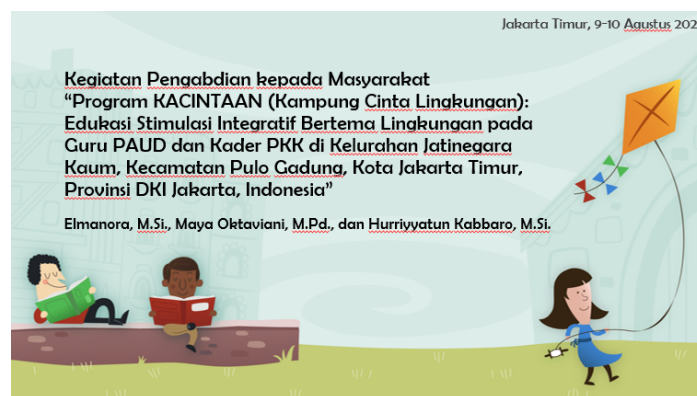 Jakarta Timur, 9-10 Agustus 202
Kegiatan Pengabdian kepada Masyarakat
“Program KACINTAAN (Kampung Cinta Lingkungan):
Edukasi Stimulasi Integratif Bertema Lingkungan pada
Guru PAUD dan Kader PKK di Kelurahan Jatinegara
Kaum, Kecamatan Pulo Gadung, Kota Jakarta Timur,
Provinsi DKI Jakarta, Indonesia”
Elmanora, M.Si., Maya Oktaviani, M.Pd., dan Hurriyyatun Kabbaro, M.Si.